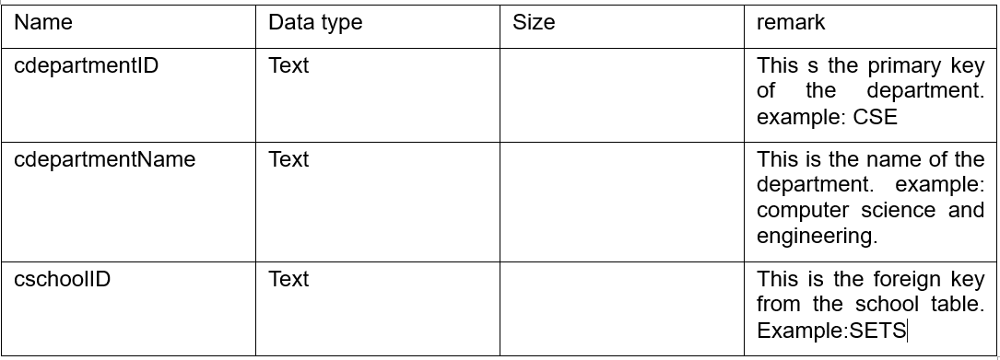 Name Data type Size remark
cdepartmentID Text This s the primary key
of the department.
example: CSE
cdepartmentName Text This is the name of the
department. example:
computer science and
engineering.
cschoolID Text This is the foreign key
from the school table.
Example:SETS